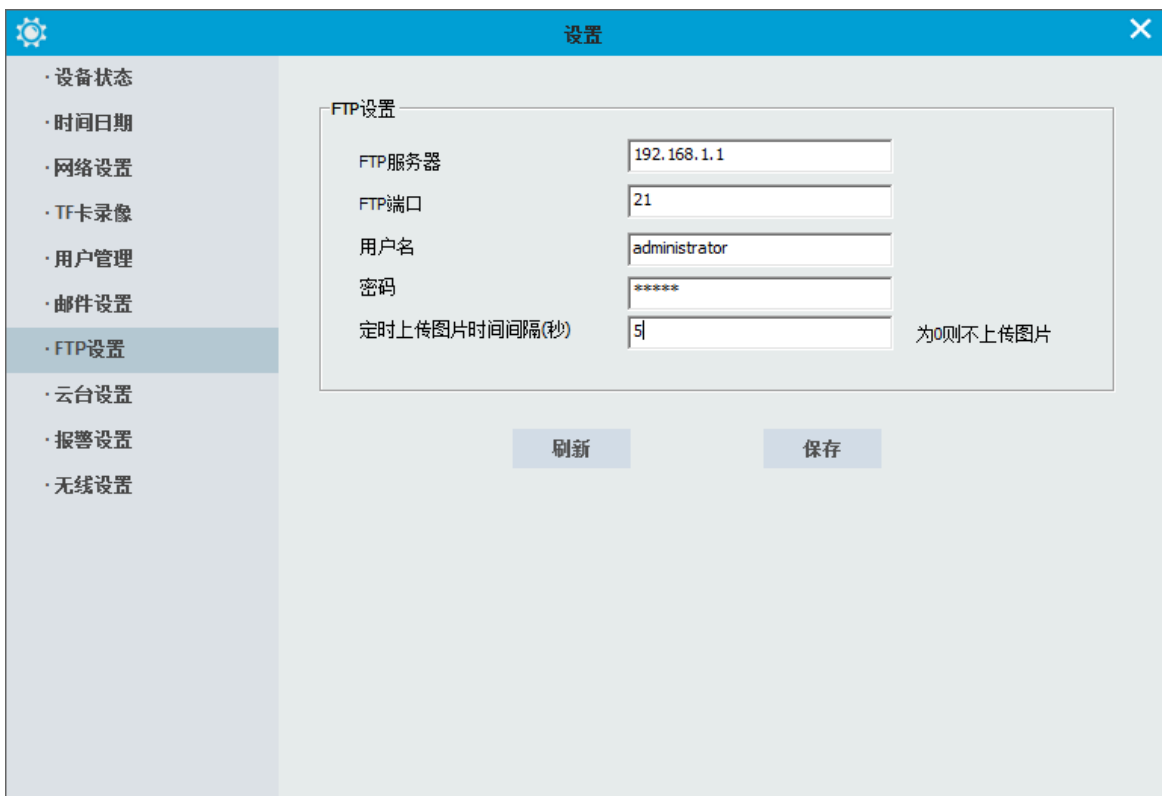 设置
·设备状态
·时间日期
·网络设置
·TF卡录像
·用户管理
·邮件设置
·FTP设置
·云台设置
·报警设置
·无线设置
FTP设置
FTP服务器 192.168.1.1
FTP端口 21
用户名 administrator
密码 *****
定时上传图片时间间隔(秒) 5 为0则不上传图片
刷新 保存